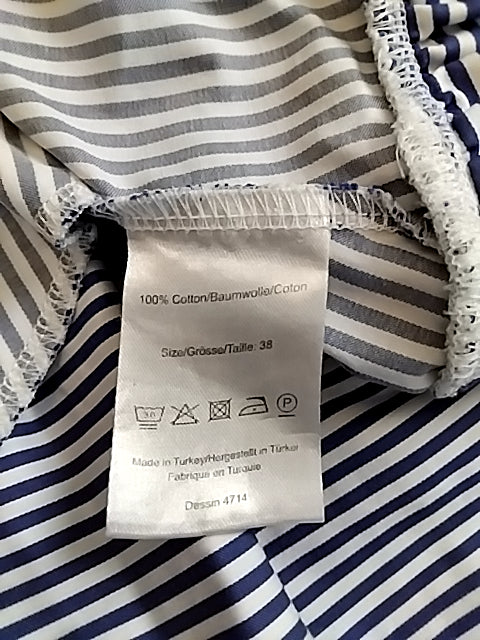 100% Cotton/Baumwolle/Coton
Size/Grösse/Taille: 38
30
P
Made in Turkey/Hergestellt in Türkei
Fabriqué en Turquie
Dessin 4714